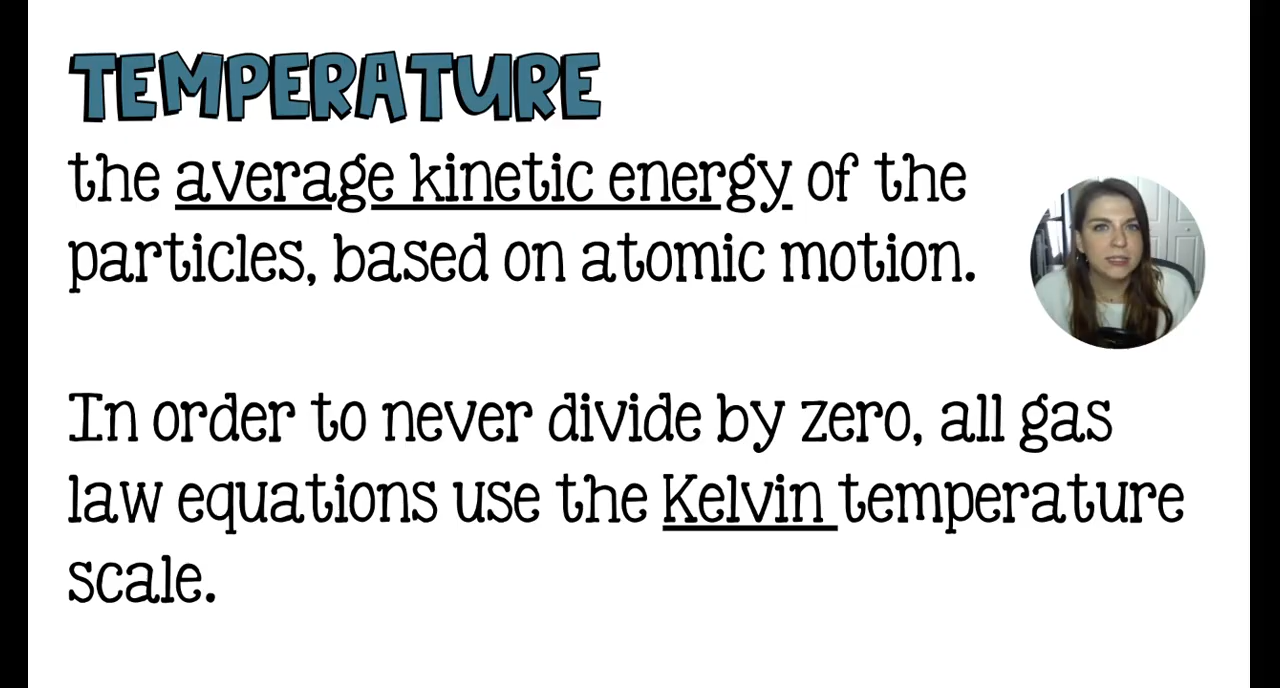 TEMPERATURE
the average kinetic energy of the
particles, based on atomic motion.
In order to never divide by zero, all gas
law equations use the Kelvin temperature
scale.